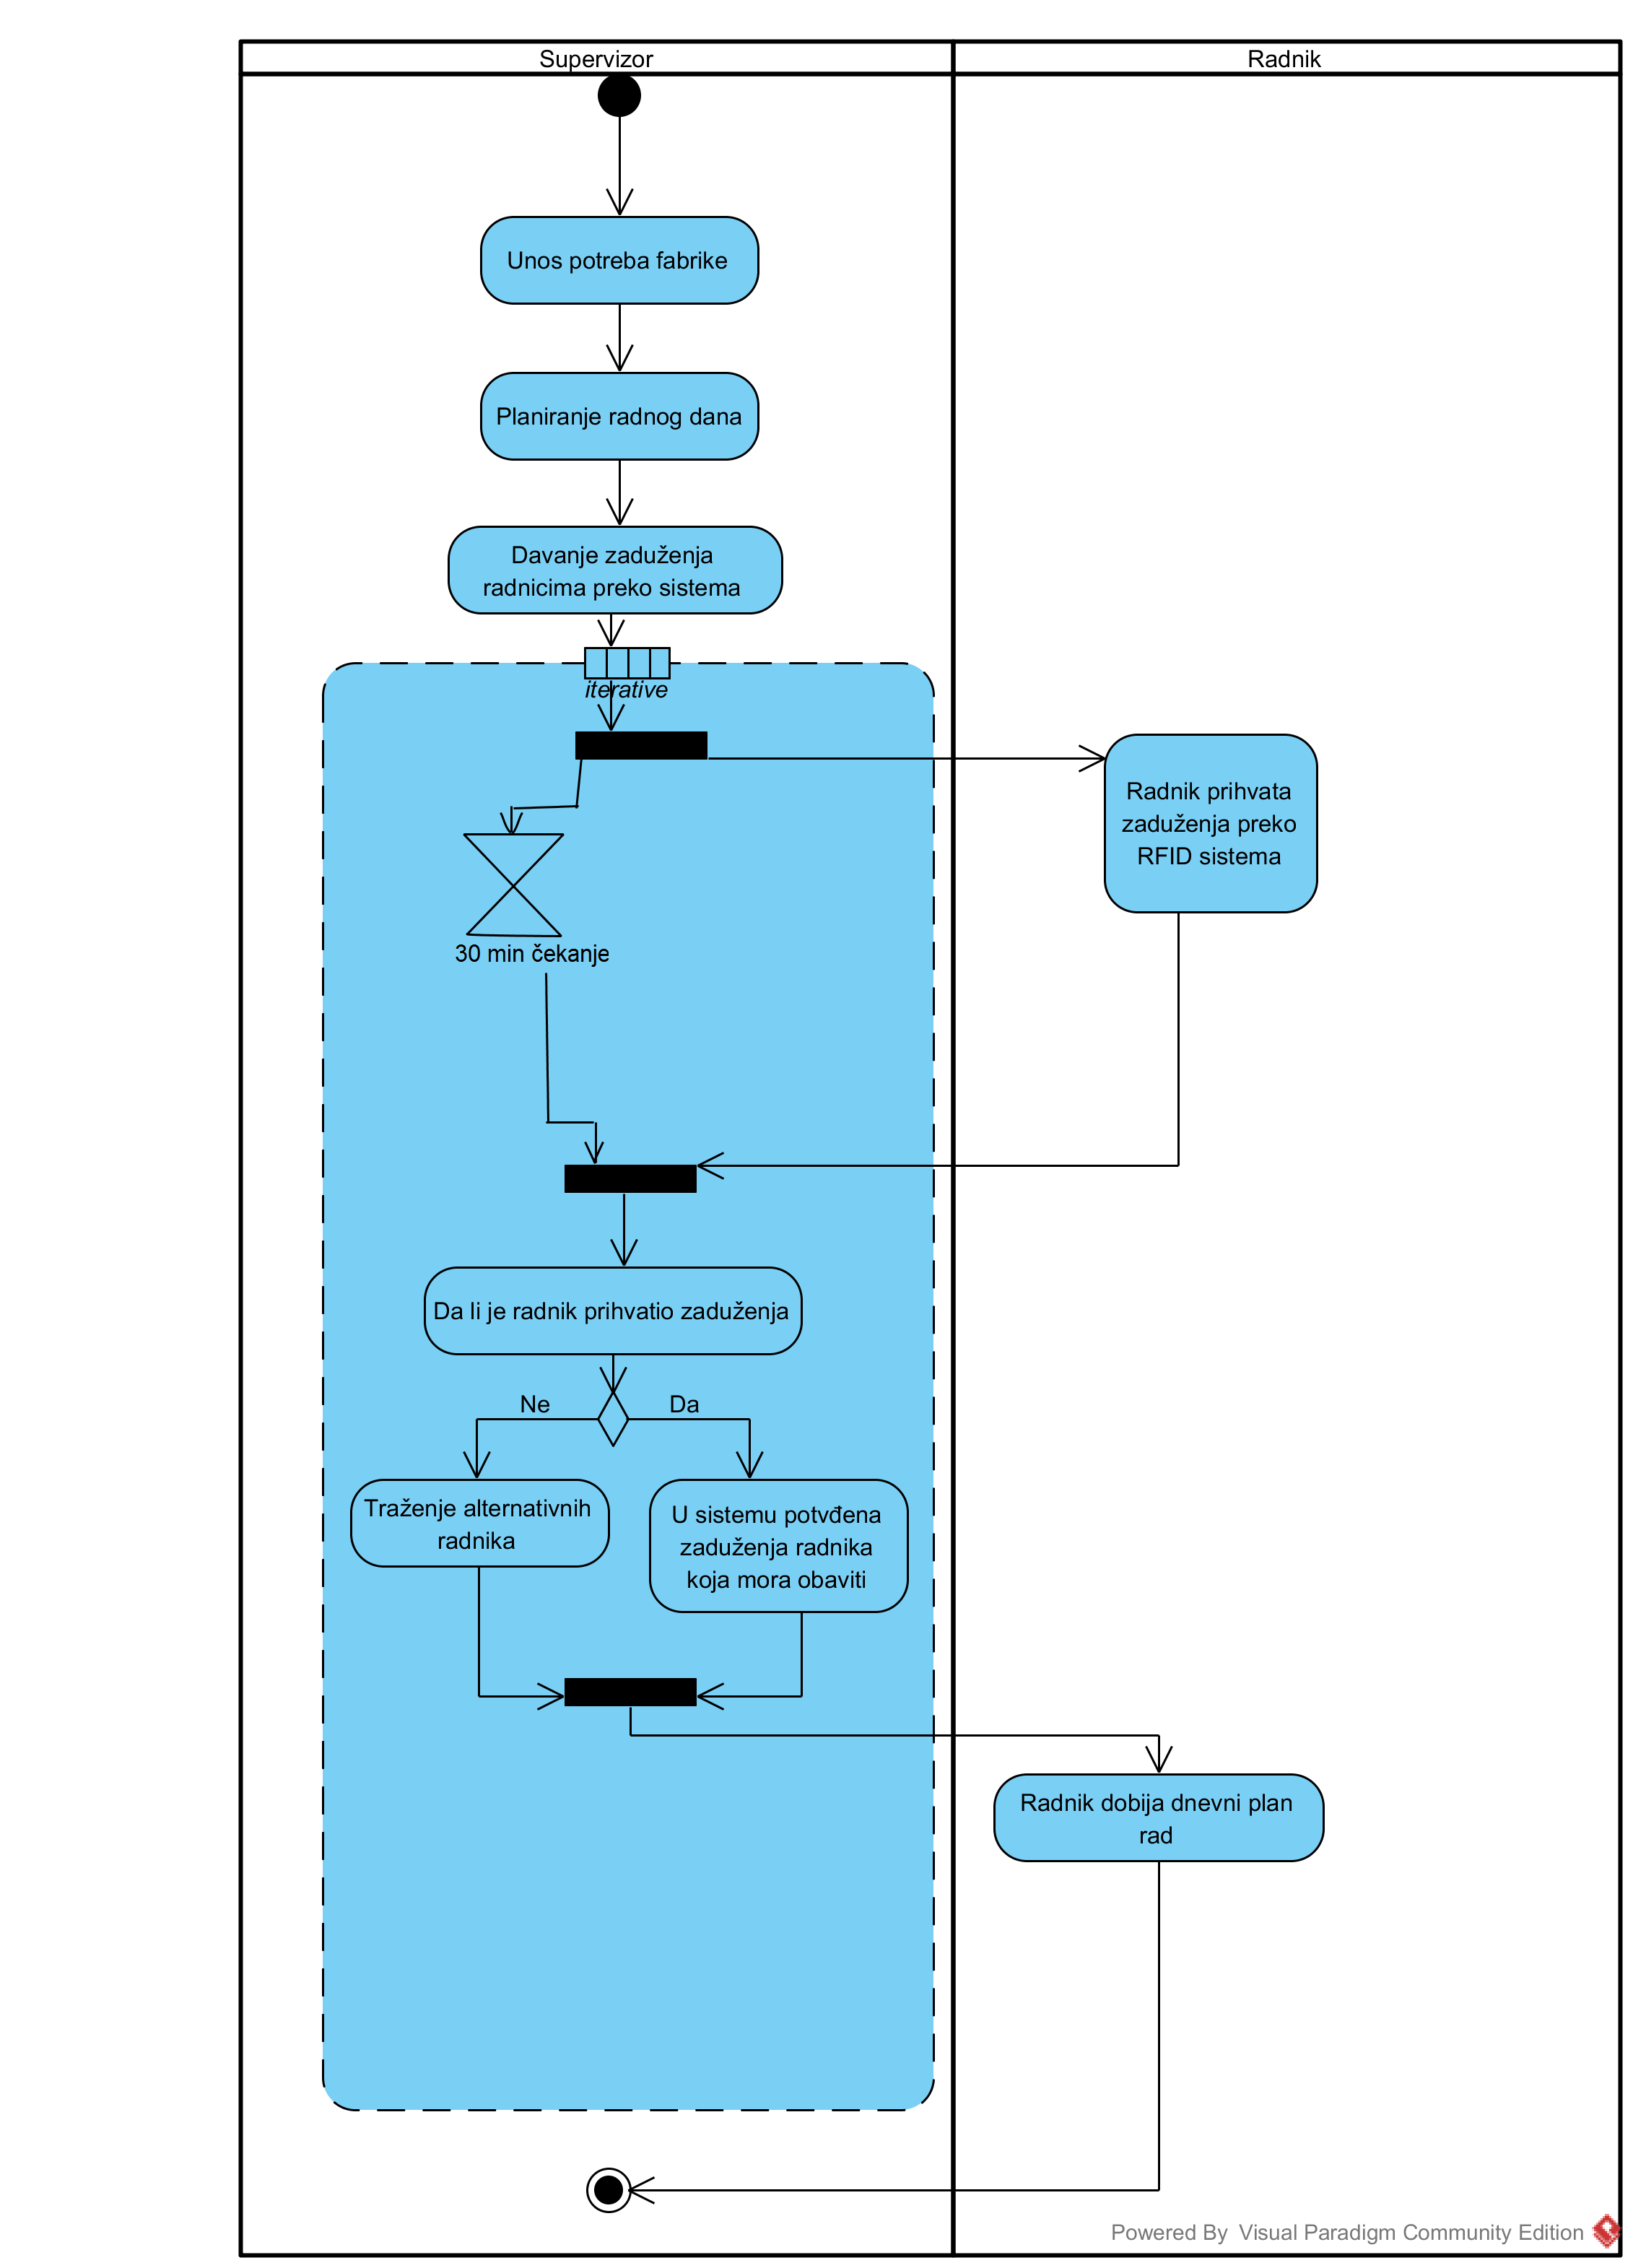 Supervizor
Radnik
Unos potreba fabrike
Planiranje radnog dana
Davanje zaduženja
radnicima preko sistema
iterative
Radnik prihvata
zaduženja preko
RFID sistema
30 min čekanje
Da li je radnik prihvatio zaduženja
Ne
Da
Traženje alternativnih
radnika
U sistemu potvđena
zaduženja radnika
koja mora obaviti
Radnik dobija dnevni plan
rad
Powered By Visual Paradigm Community Edition